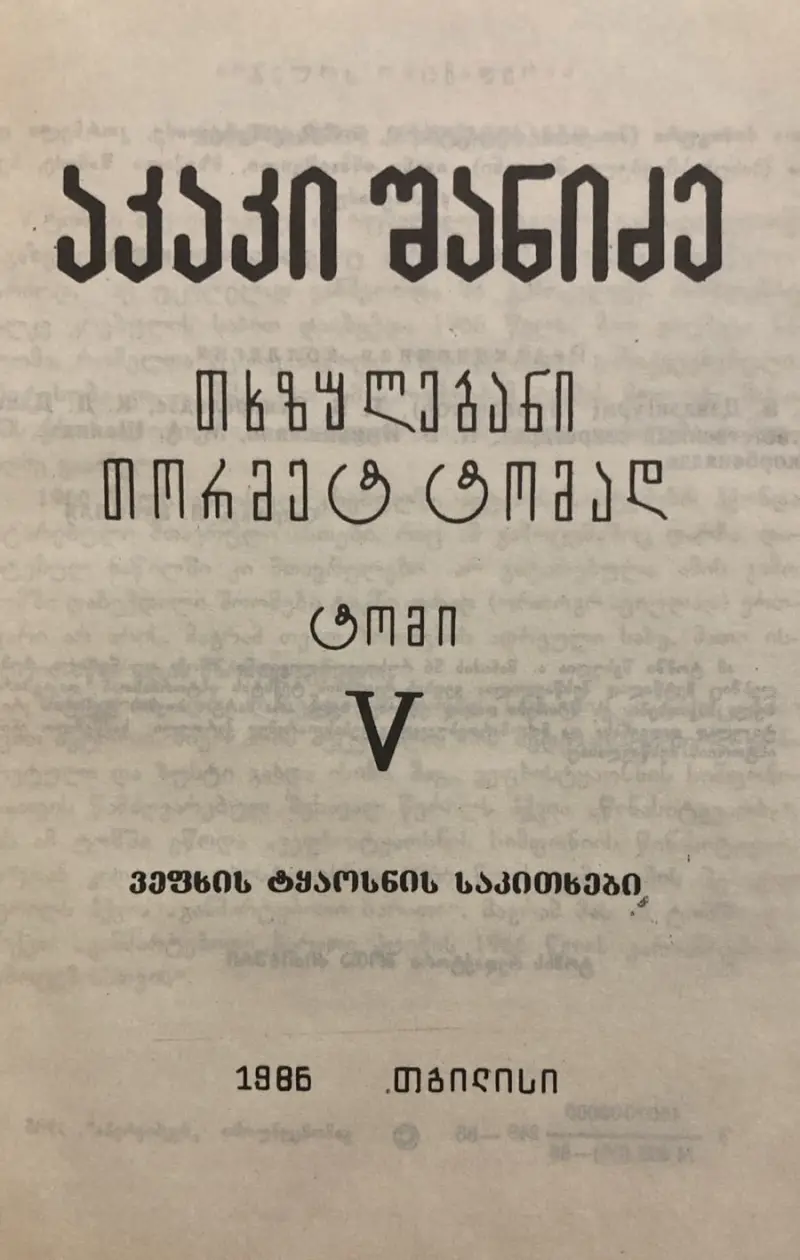 აკაკი შანიძე
თხზულებანი
თორმეტ ტომად
ტომი
V
ვეფხის ტყაოსნის საკითხები
1986 თბილისი